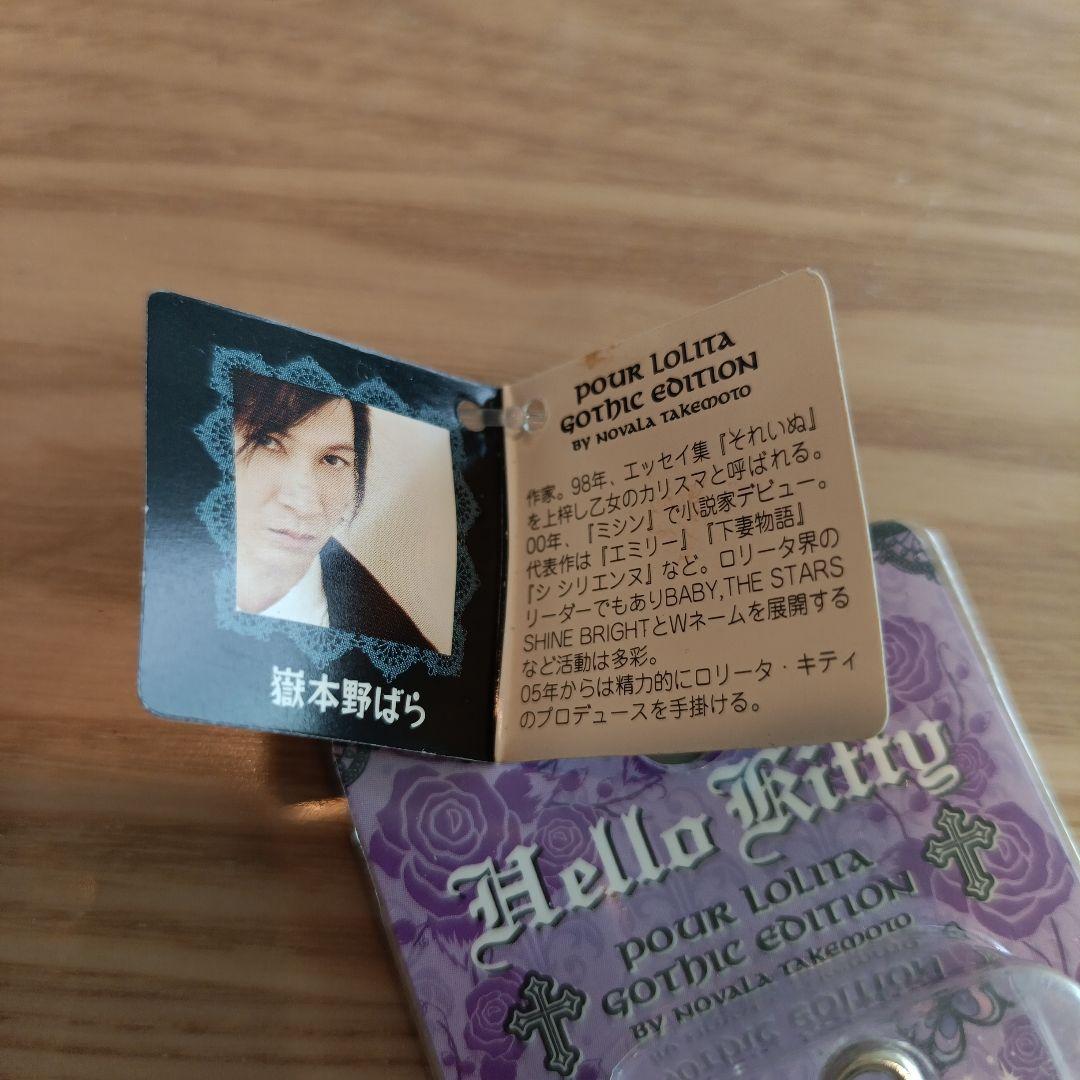 嶽本野ばら
POUR LOLITA
GOTHIC EDITION
BY NOVALA TAKEMOTO
作家。98年、エッセイ集『それいぬ』
を上梓し乙女のカリスマと呼ばれる。
00年、『ミシン』で小説家デビュー。
代表作は『エミリー』『下妻物語』
『シシリエンヌ』など。ロリータ界の
リーダーでもありBABY,THE STARS
SHINE BRIGHTとWネームを展開する
など活動は多彩。
05年からは精力的にロリータ・キティ
のプロデュースを手掛ける。
Hello Kitty
POUR LOLITA
GOTHIC EDITION
BY NOVALA TAKEMOTO